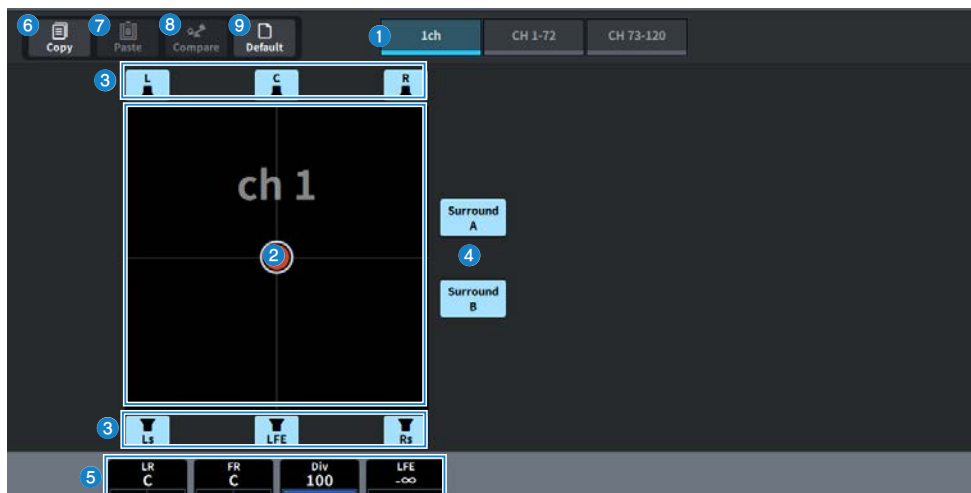 6 7 8 9
Copy Paste Compare Default
1 1ch CH 1-72 CH 73-120
3 L C R
ch 1
2
Surround
A
4
Surround
B
3 Ls LFE Rs
5 LR FR Div LFE
C C 100 -∞